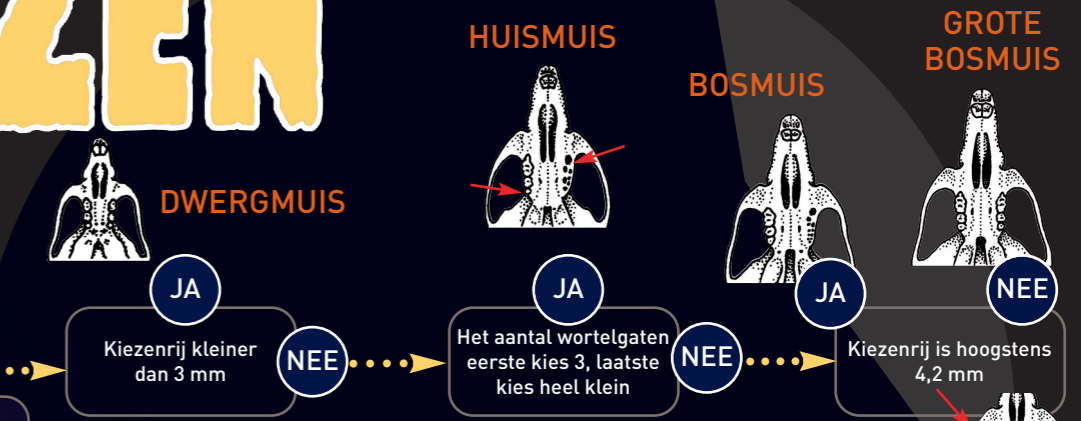 ZEN
HUISMUIS
GROTE
BOSMUIS
BOSMUIS
DWERGMUIS
JA
Kiezenrij kleiner
dan 3 mm
NEE
JA
Het aantal wortelgaten
eerste kies 3, laatste
kies heel klein
NEE
JA
NEE
Kiezenrij is hoogstens
4,2 mm